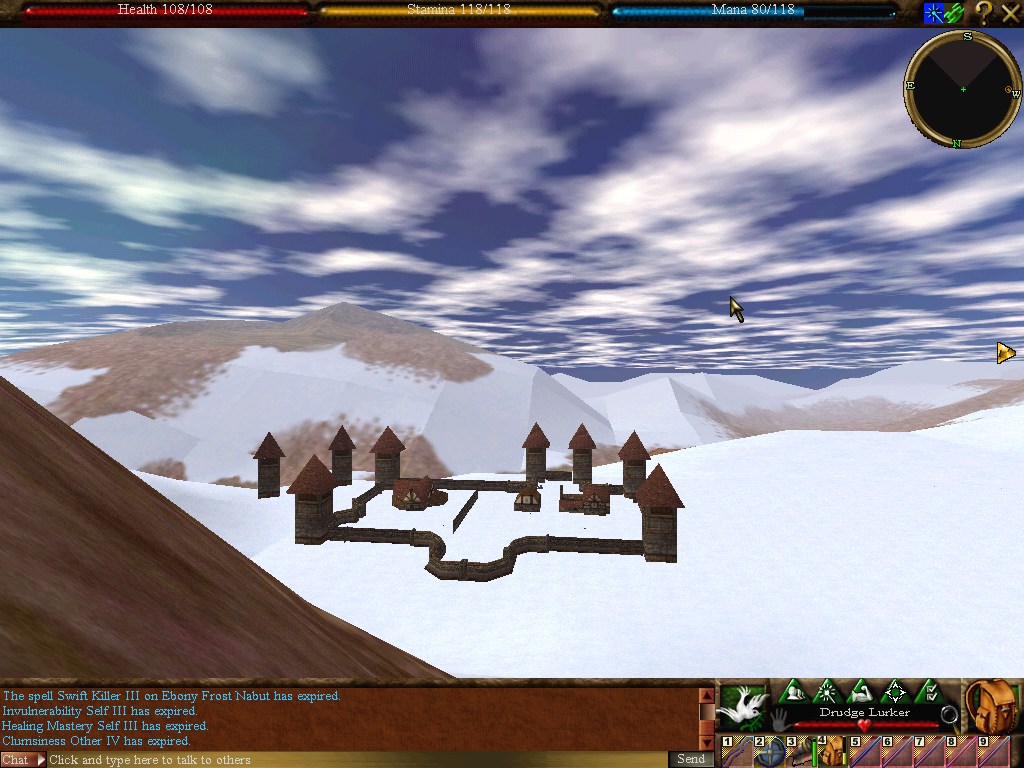 Health 108/108 Stamina 118/118 Mana 80/118
S
E W
N
The spell Swift Killer III on Ebony Frost Nabut has expired.
Invulnerability Self III has expired.
Healing Mastery Self III has expired.
Clumsiness Other IV has expired.
Drudge Lurker
1 2 3 4 5 6 7 8 9
Chat Click and type here to talk to others Send